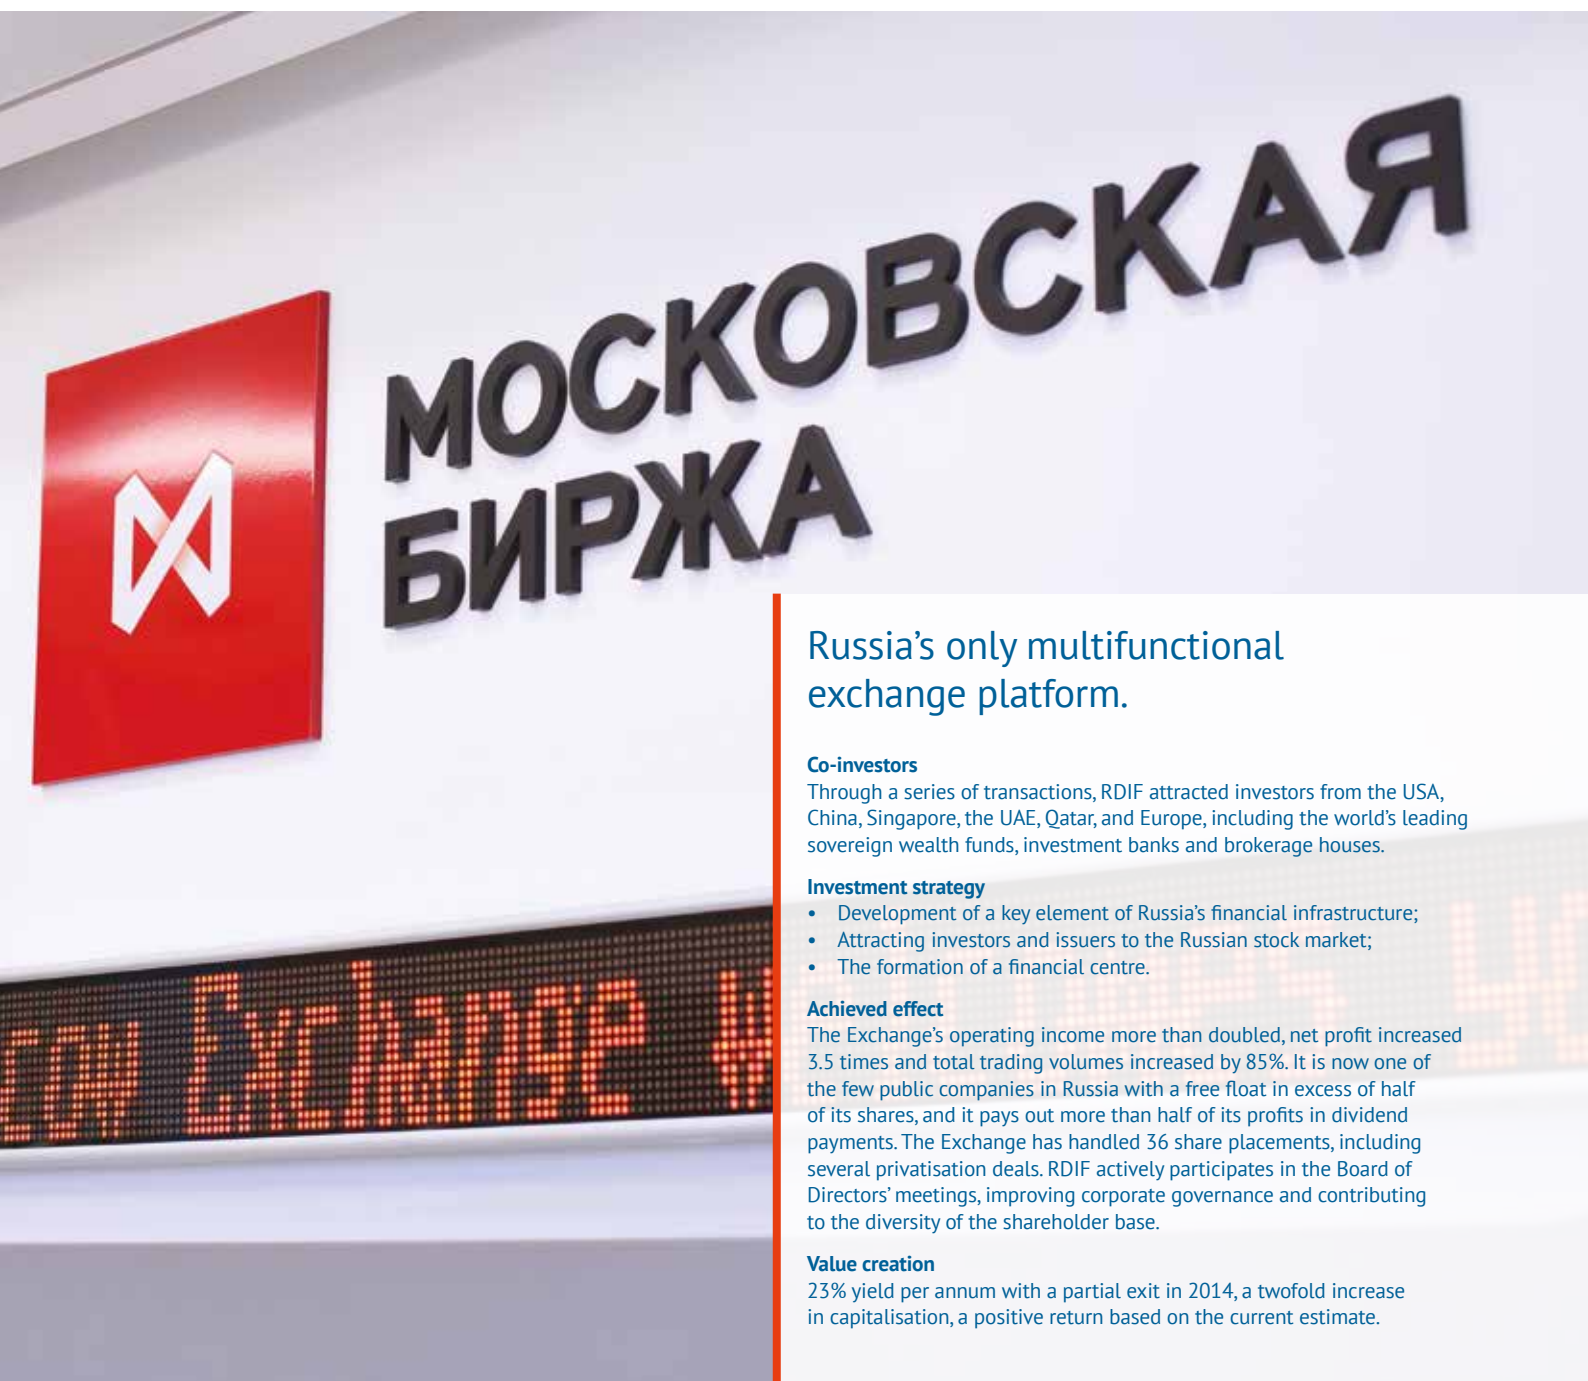 МОСКОВСКАЯ
БИРЖА
Russia’s only multifunctional
exchange platform.
Co-investors
Through a series of transactions, RDIF attracted investors from the USA,
China, Singapore, the UAE, Qatar, and Europe, including the world’s leading
sovereign wealth funds, investment banks and brokerage houses.
Investment strategy
• Development of a key element of Russia’s financial infrastructure;
• Attracting investors and issuers to the Russian stock market;
• The formation of a financial centre.
Achieved effect
The Exchange’s operating income more than doubled, net profit increased
3.5 times and total trading volumes increased by 85%. It is now one of
the few public companies in Russia with a free float in excess of half
of its shares, and it pays out more than half of its profits in dividend
payments. The Exchange has handled 36 share placements, including
several privatisation deals. RDIF actively participates in the Board of
Directors’ meetings, improving corporate governance and contributing
to the diversity of the shareholder base.
Value creation
23% yield per annum with a partial exit in 2014, a twofold increase
in capitalisation, a positive return based on the current estimate.
Exchange